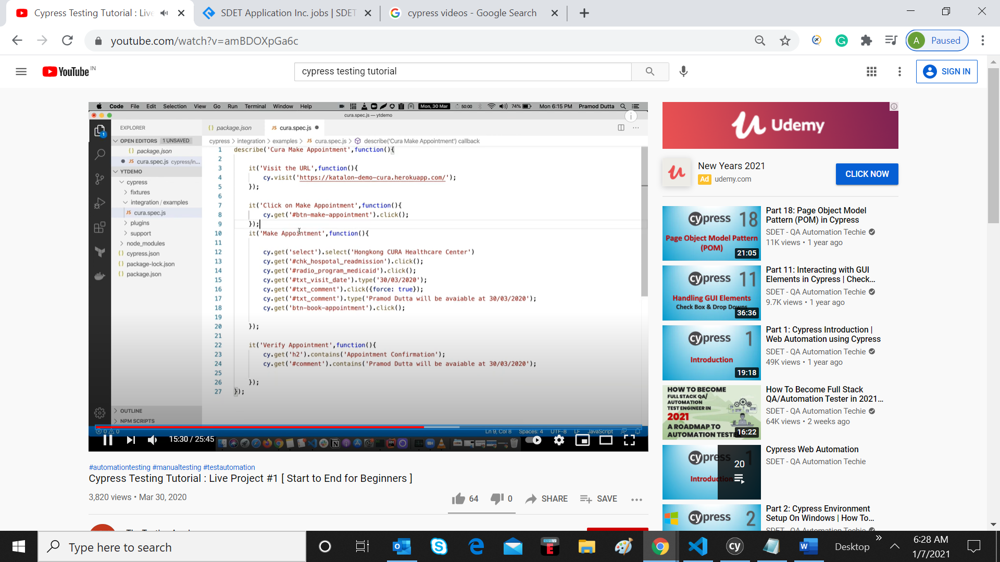 Cypress Testing Tutorial : Live
SDET Application Inc. jobs | SDET
cypress videos - Google Search
youtube.com/watch?v=amBDOXpGa6c
A Paused
YouTube IN
cypress testing tutorial
SIGN IN
Code File Edit Selection View Go Run Terminal Window Help
Mon, 30 Mar 50:00 74% Mon 6:15 PM Pramod Dutta
cura.spec.js — ytdemo
EXPLORER
package.json
JS cura.spec.js
OPEN EDITORS 1 UNSAVED
package.json
JS cura.spec.js cypress/in...
YTDEMO
cypress
fixtures
integration / examples
JS cura.spec.js
plugins
support
node_modules
cypress.json
package-lock.json
package.json
OUTLINE
NPM SCRIPTS
cypress > integration > examples > JS cura.spec.js > describe('Cura Make Appointment') callback
1 describe('Cura Make Appointment',function(){
2
3 it('Visit the URL',function(){
4 cy.visit('https://katalon-demo-cura.herokuapp.com/');
5 });
6
7 it('Click on Make Appointment',function(){
8 cy.get('#btn-make-appointment').click();
9 });
10 it('Make Appointment',function(){
11
12 cy.get('select').select('Hongkong CURA Healthcare Center')
13 cy.get('#chk_hospotal_readmission').click();
14 cy.get('#radio_program_medicaid').click();
15 cy.get('#txt_visit_date').type('30/03/2020');
16 cy.get('#txt_comment').click({force: true});
17 cy.get('#txt_comment').type('Pramod Dutta will be avaiable at 30/03/2020');
18 cy.get('btn-book-appointment').click();
19
20 });
21
22 it('Verify Appointment',function(){
23 cy.get('h2').contains('Appointment Confirmation');
24 cy.get('#comment').contains('Pramod Dutta will be avaiable at 30/03/2020');
25
26 });
27 });
0 0
Ln 9, Col 8 Spaces: 4 UTF-8 LF JavaScript
15:30 / 25:45
#automationtesting #manualtesting #testautomation
Cypress Testing Tutorial : Live Project #1 [ Start to End for Beginners ]
3,820 views • Mar 30, 2020
64 0 SHARE SAVE
Udemy
New Years 2021
Ad udemy.com
CLICK NOW
cypress 18
Page Object Model Pattern
(POM)
21:05
Part 18: Page Object Model
Pattern (POM) in Cypress
SDET - QA Automation Techie
11K views • 1 year ago
cypress 11
Handling GUI Elements
Check Box & Drop Downs
36:36
Part 11: Interacting with GUI
Elements in Cypress | Check...
SDET - QA Automation Techie
9.7K views • 1 year ago
cypress 1
Introduction
19:18
Part 1: Cypress Introduction |
Web Automation using Cypress
SDET - QA Automation Techie
49K views • 1 year ago
HOW TO BECOME
FULL STACK QA/
AUTOMATION
TEST ENGINEER IN
2021
A ROADMAP TO
AUTOMATION TESTER
16:22
How To Become Full Stack
QA/Automation Tester in 2021...
SDET - QA Automation Techie
64K views • 2 weeks ago
cypress 1
Introduction
20
Cypress Web Automation
SDET - QA Automation Techie
cypress 2
Part 2: Cypress Environment
Setup On Windows | How To...
SDET - QA Automation Techie
Type here to search
cy
Desktop
6:28 AM
1/7/2021